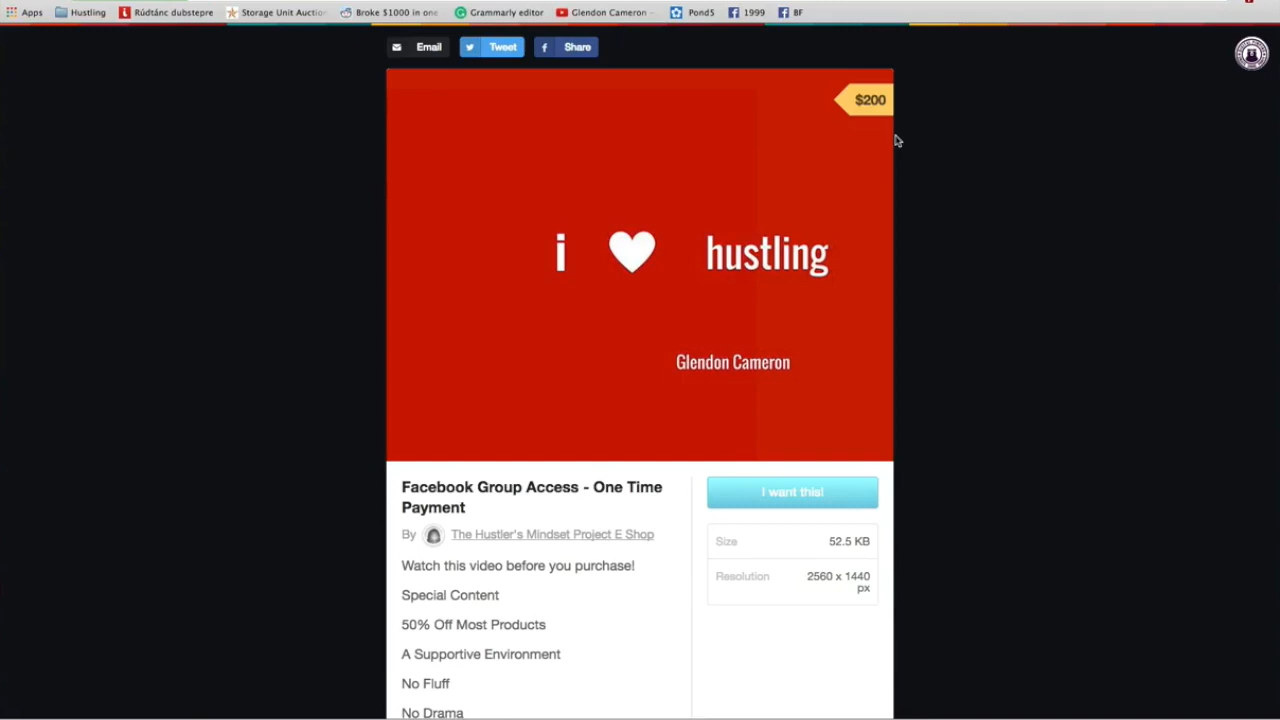 Apps Hustling Rúdtánc dubstepre Storage Unit Auction Broke $1000 in one Grammarly editor Glendon Cameron - Pond5 1999 BF
Email Tweet Share
$200
i hustling
Glendon Cameron
Facebook Group Access - One Time
Payment
I want this!
By The Hustler's Mindset Project E Shop
Size 52.5 KB
Watch this video before you purchase!
Resolution 2560 x 1440
px
Special Content
50% Off Most Products
A Supportive Environment
No Fluff
No Drama